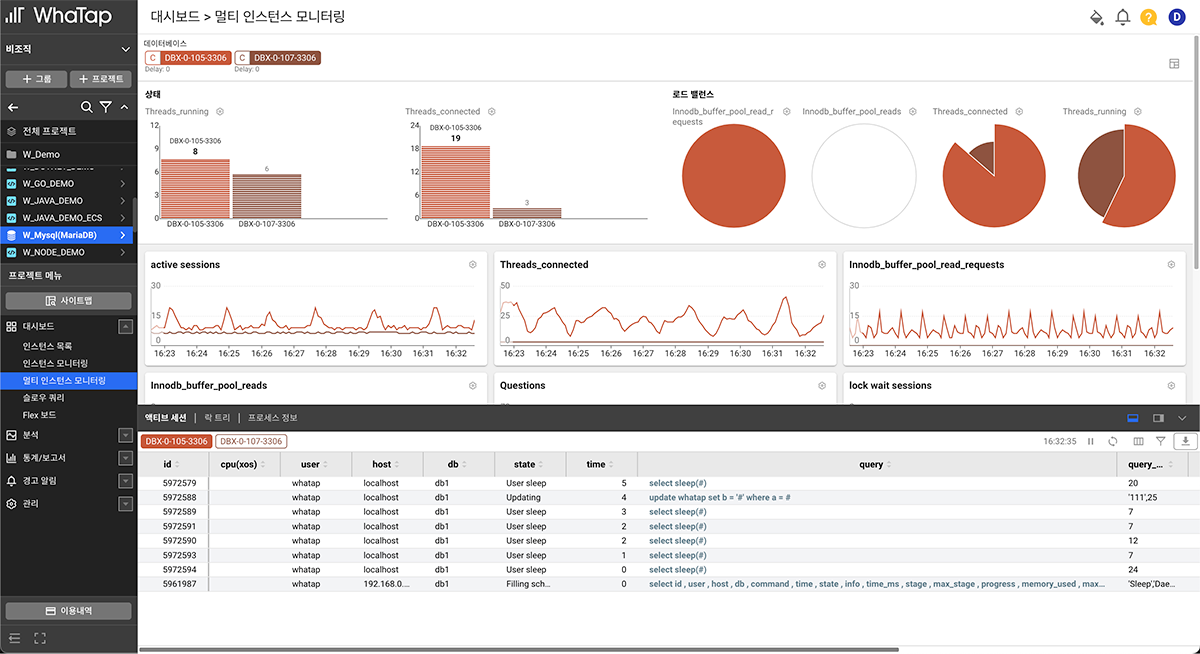 WhaTap
대시보드 > 멀티 인스턴스 모니터링
D
비조직
+ 그룹
+ 프로젝트
전체 프로젝트
W_Demo
W_GO_DEMO
W_JAVA_DEMO
W_JAVA_DEMO_ECS
W_Mysql(MariaDB)
W_NODE_DEMO
프로젝트 메뉴
사이트맵
대시보드
인스턴스 목록
인스턴스 모니터링
멀티 인스턴스 모니터링
슬로우 쿼리
Flex 보드
분석
통계/보고서
경고 알림
관리
이용내역
데이터베이스
C DBX-0-105-3306 C DBX-0-107-3306
Delay: 0 Delay: 0
상태
Threads_running
12
9
6
3
0
DBX-0-105-3306
8
6
DBX-0-105-3306 DBX-0-107-3306
Threads_connected
24
18
12
6
0
DBX-0-105-3306
19
3
DBX-0-105-3306 DBX-0-107-3306
로드 밸런스
Innodb_buffer_pool_read_r
equests
Innodb_buffer_pool_reads
Threads_connected
Threads_running
active sessions
30
15
0
16:23 16:24 16:25 16:26 16:27 16:28 16:29 16:30 16:31 16:32
Threads_connected
50
25
0
16:23 16:24 16:25 16:26 16:27 16:28 16:29 16:30 16:31 16:32
Innodb_buffer_pool_read_requests
30
15
0
16:23 16:24 16:25 16:26 16:27 16:28 16:29 16:30 16:31 16:32
Innodb_buffer_pool_reads
Questions
lock wait sessions
액티브 세션 | 락 트리 | 프로세스 정보
DBX-0-105-3306 DBX-0-107-3306
16:32:35
id cpu(xos) user host db state time query query_...
5972579 whatap localhost db1 User sleep 5 select sleep(#) 20
5972588 whatap localhost db1 Updating 4 update whatap set b = '#' where a = # '111',25
5972589 whatap localhost db1 User sleep 3 select sleep(#) 7
5972591 whatap localhost db1 User sleep 2 select sleep(#) 7
5972590 whatap localhost db1 User sleep 2 select sleep(#) 12
5972593 whatap localhost db1 User sleep 1 select sleep(#) 7
5972594 whatap localhost db1 User sleep 0 select sleep(#) 24
5961987 whatap 192.168.0.... db1 Filling sch... 0 select id , user , host , db , command , time , state , info , time_ms , stage , max_stage , progress , memory_used , max... 'Sleep','Dae...